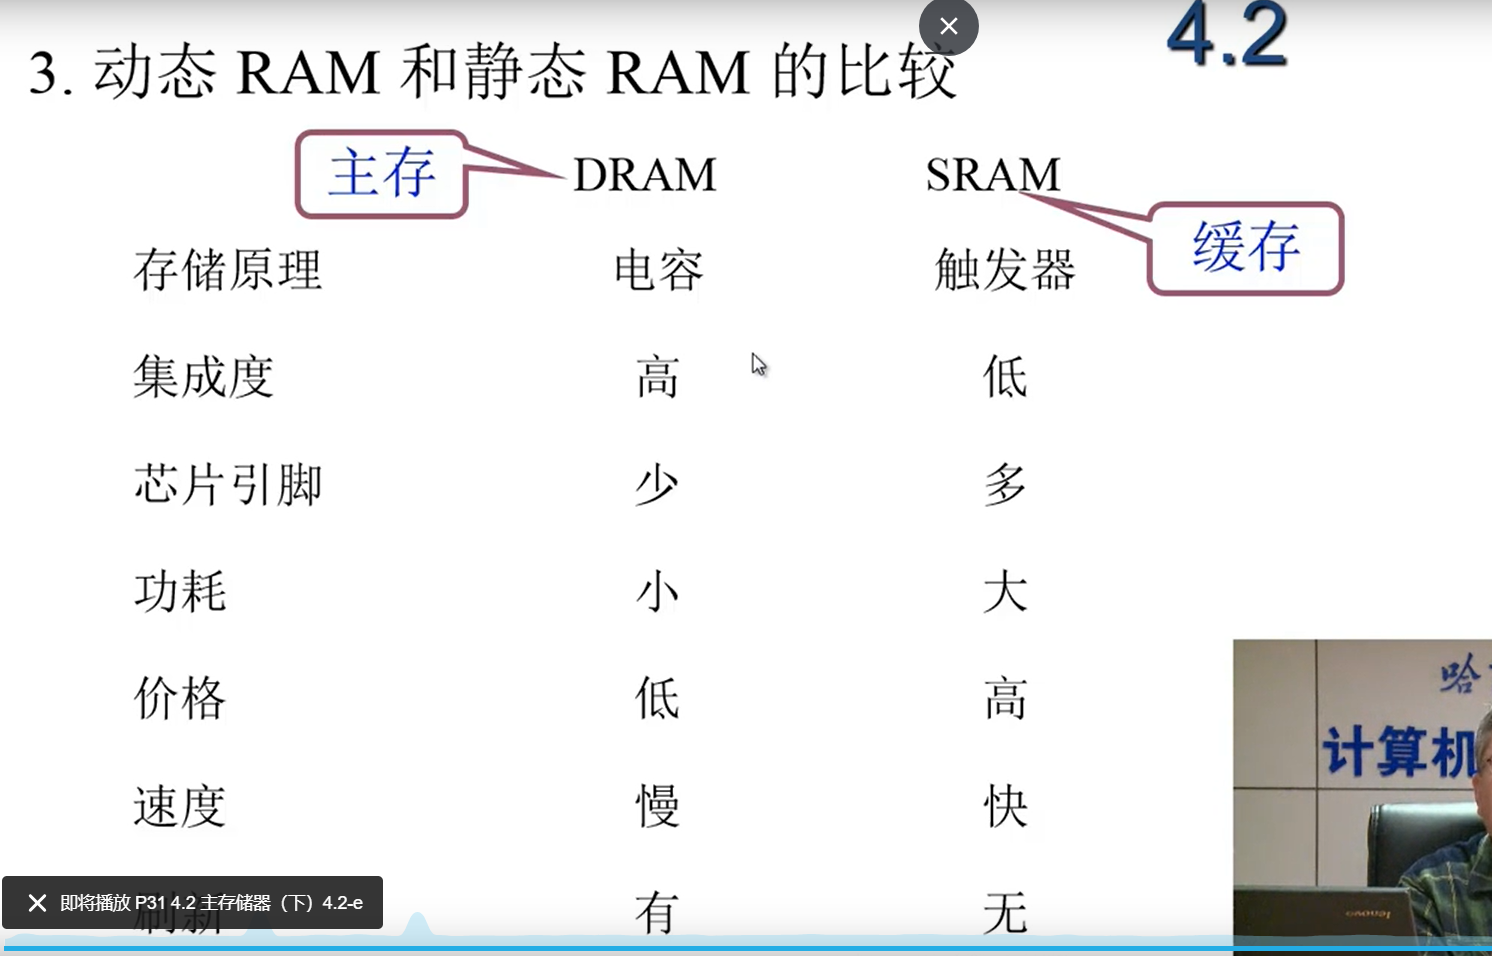 4.2
3. 动态 RAM 和静态 RAM 的比较
主存 DRAM SRAM
缓存
存储原理 电容 触发器
集成度 高 低
芯片引脚 少 多
功耗 小 大
价格 低 高
速度 慢 快
刷新 有 无
即将播放 P31 4.2 主存储器（下）4.2-e
哈
计算机
lenovo